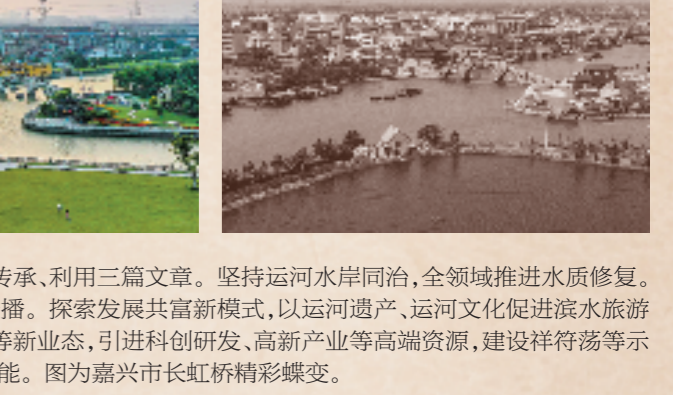 传承、利用三篇文章。坚持运河水岸同治,全领域推进水质修复。
播。探索发展共富新模式,以运河遗产、运河文化促进滨水旅游
等新业态,引进科创研发、高新产业等高端资源,建设祥符荡等示
能。图为嘉兴市长虹桥精彩蝶变。